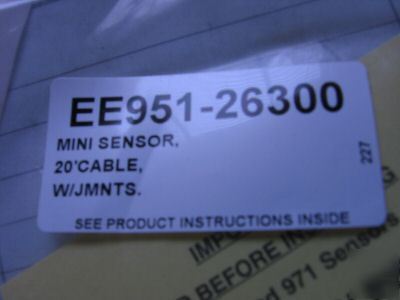 EE951-26300
MINI SENSOR,
20'CABLE,
W/JMNTS.
227
SEE PRODUCT INSTRUCTIONS INSIDE
BEFORE
971 Sensors